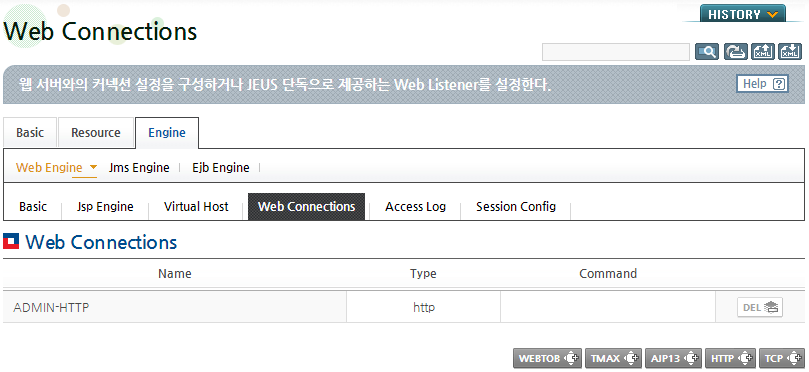 HISTORY
Web Connections
XML
XML
웹 서버와의 커넥션 설정을 구성하거나 JEUS 단독으로 제공하는 Web Listener를 설정한다.
Help ?
Basic Resource Engine
Web Engine Jms Engine Ejb Engine
Basic Jsp Engine Virtual Host Web Connections Access Log Session Config
Web Connections
Name Type Command
ADMIN-HTTP http DEL
WEBTOB TMAX AJP13 HTTP TCP